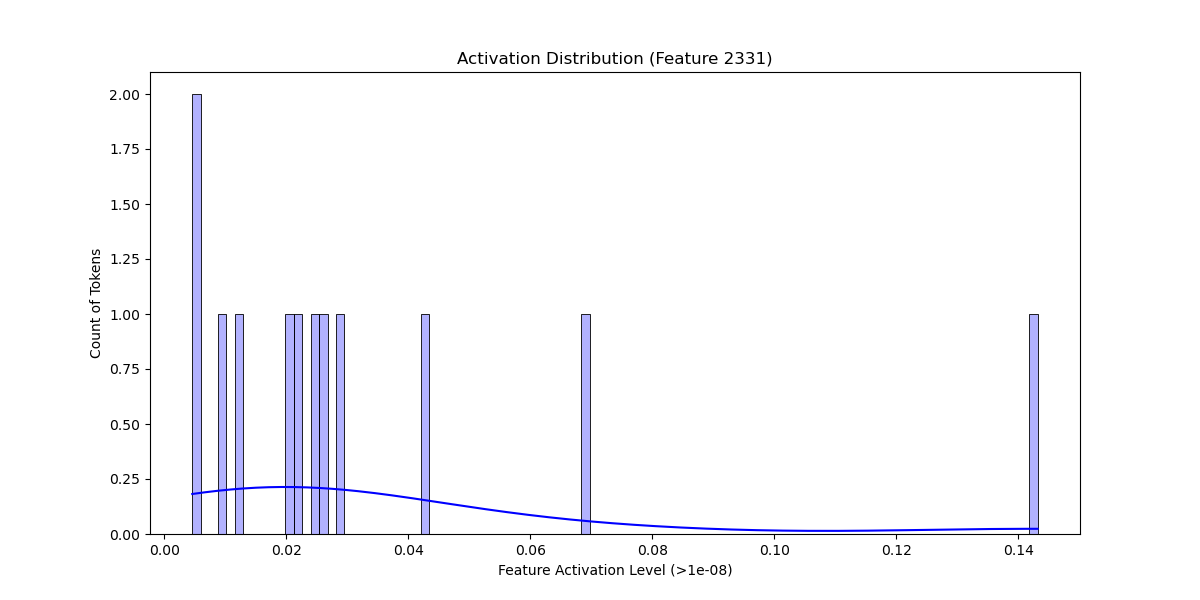 Activation Distribution (Feature 2331)
2.00
1.75
1.50
1.25
1.00
0.75
0.50
0.25
0.00
Count of Tokens
0.00 0.02 0.04 0.06 0.08 0.10 0.12 0.14
Feature Activation Level (>1e-08)